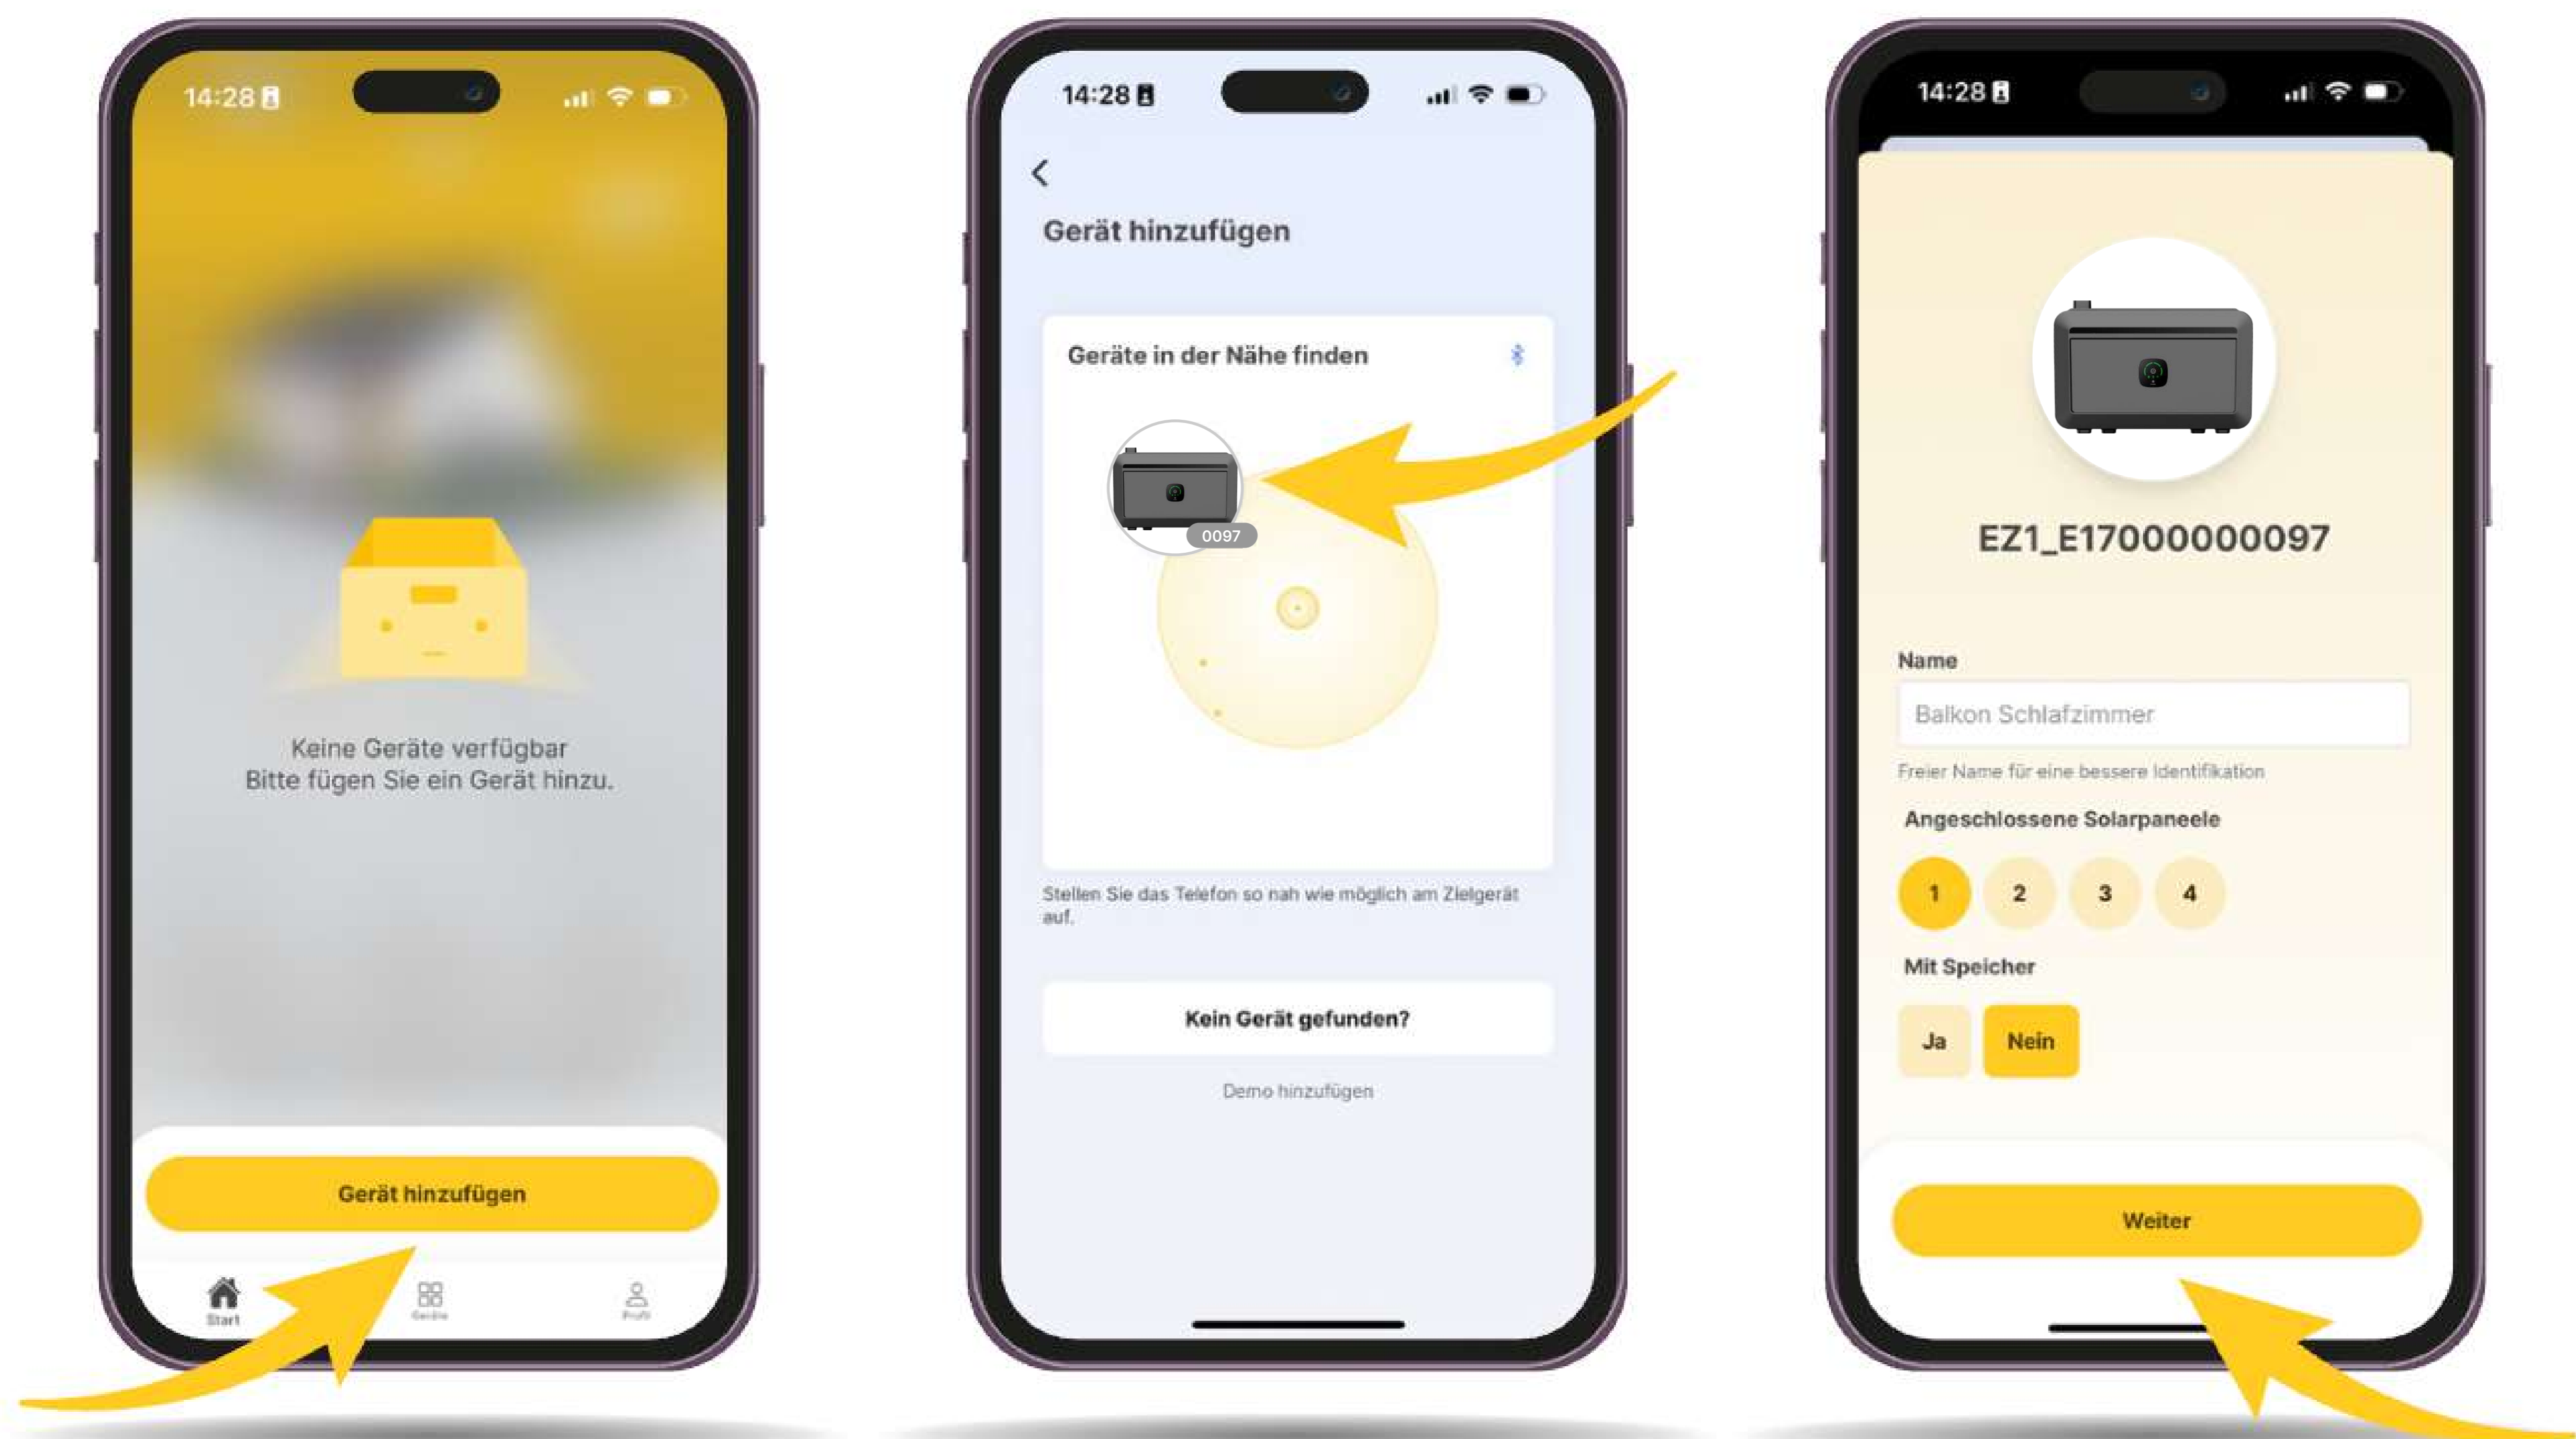 14:28
Keine Geräte verfügbar
Bitte fügen Sie ein Gerät hinzu.
Gerät hinzufügen
Start
Geräte
Profil
14:28
Gerät hinzufügen
Geräte in der Nähe finden
0097
Stellen Sie das Telefon so nah wie möglich am Zielgerät
auf.
Kein Gerät gefunden?
Demo hinzufügen
14:28
EZ1_E17000000097
Name
Balkon Schlafzimmer
Freier Name für eine bessere Identifikation
Angeschlossene Solarpaneele
1 2 3 4
Mit Speicher
Ja Nein
Weiter